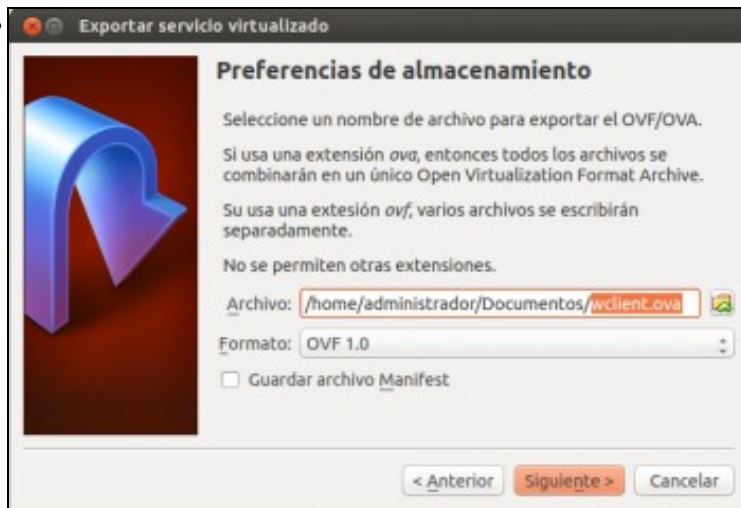 Exportar servicio virtualizado
Preferencias de almacenamiento
Seleccione un nombre de archivo para exportar el OVF/OVA.
Si usa una extensión ova, entonces todos los archivos se
combinarán en un único Open Virtualization Format Archive.
Su usa una extesión ovf, varios archivos se escribirán
separadamente.
No se permiten otras extensiones.
Archivo: /home/administrador/Documentos/wclient.ova
Formato: OVF 1.0
Guardar archivo Manifest
< Anterior Siguiente > Cancelar